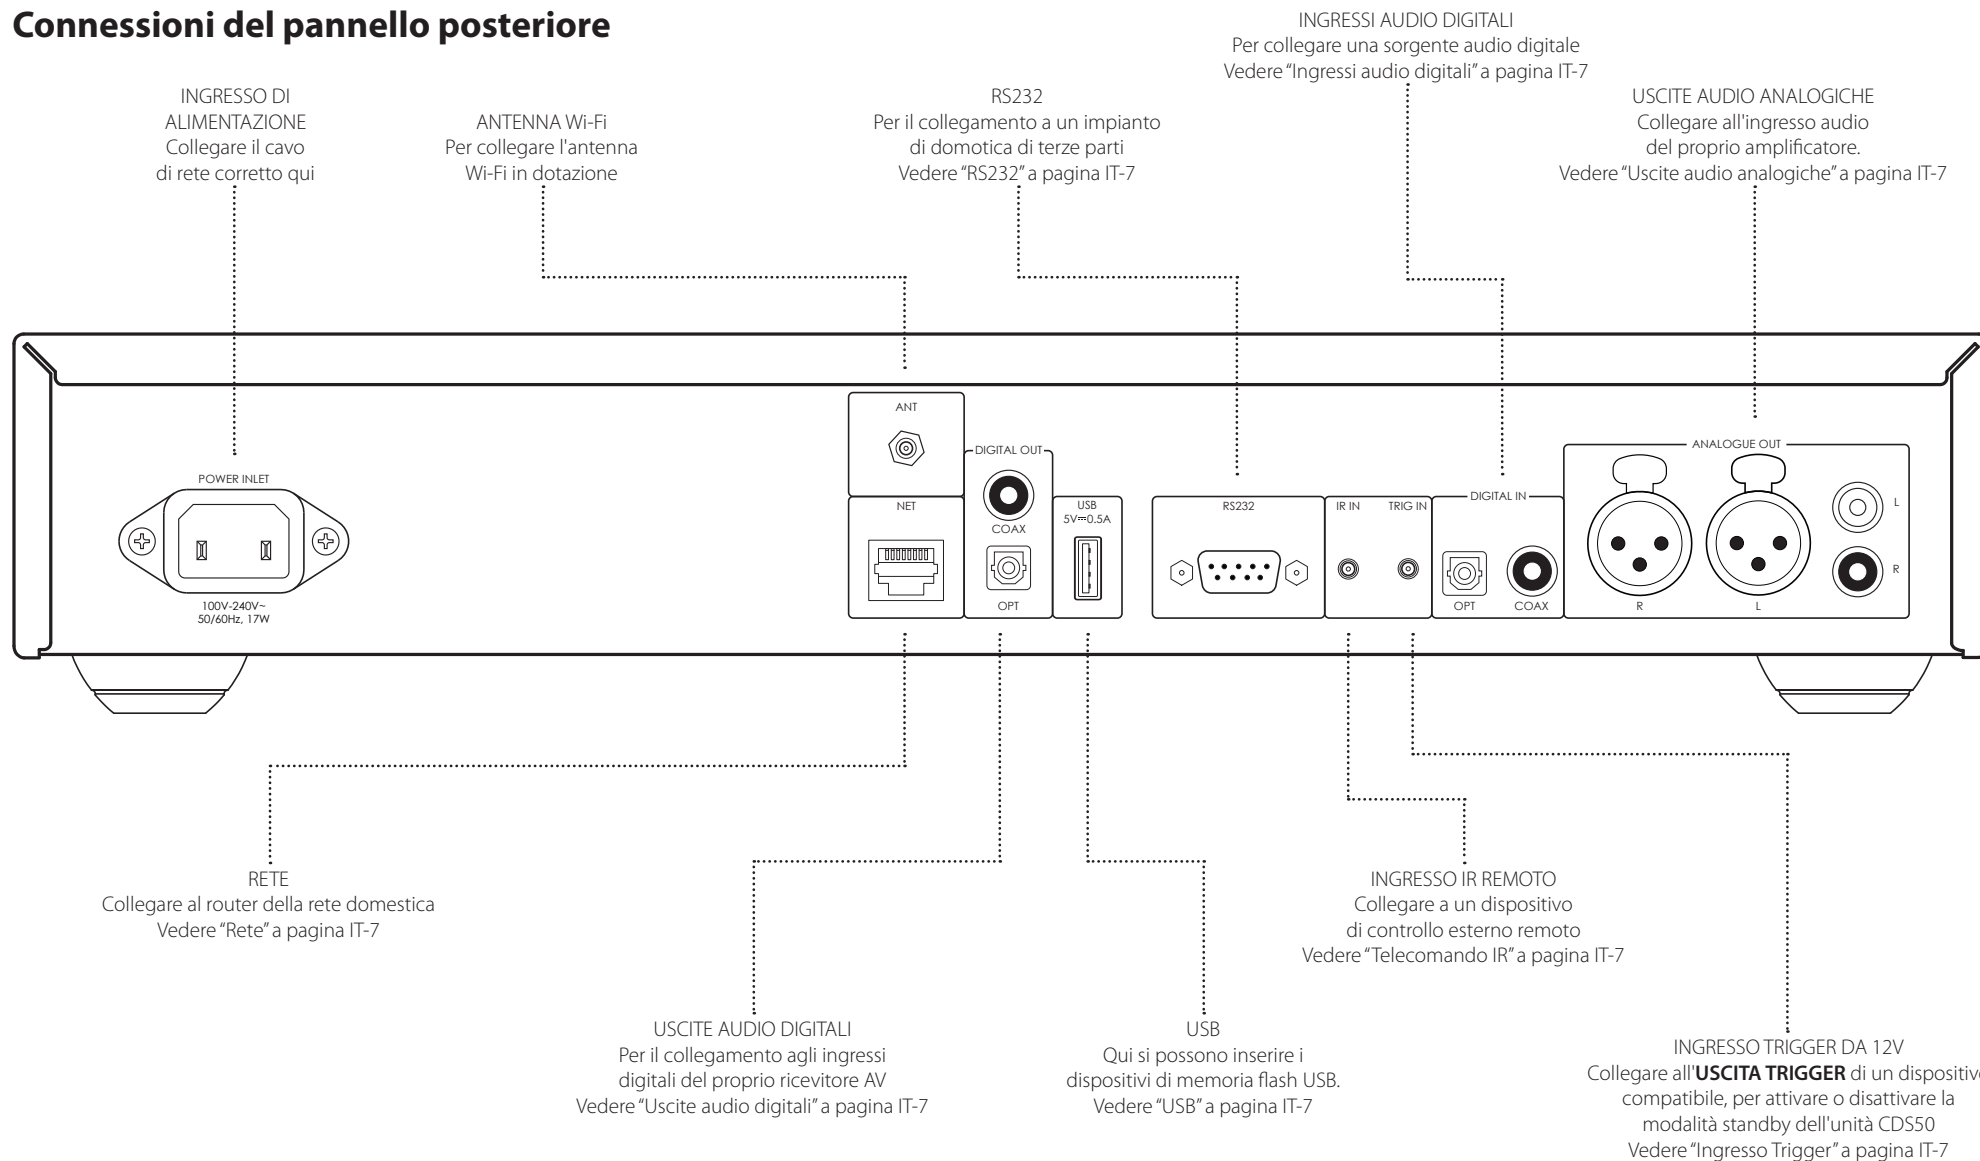 Connessioni del pannello posteriore
INGRESSI AUDIO DIGITALI
Per collegare una sorgente audio digitale
Vedere “Ingressi audio digitali” a pagina IT-7
INGRESSO DI
ALIMENTAZIONE
Collegare il cavo
di rete corretto qui
ANTENNA Wi-Fi
Per collegare l'antenna
Wi-Fi in dotazione
RS232
Per il collegamento a un impianto
di domotica di terze parti
Vedere “RS232” a pagina IT-7
USCITE AUDIO ANALOGICHE
Collegare all'ingresso audio
del proprio amplificatore.
Vedere “Uscite audio analogiche” a pagina IT-7
POWER INLET
100V-240V~
50/60Hz, 17W
ANT
NET
DIGITAL OUT
COAX
OPT
USB
5V⎓0.5A
RS232
IR IN
TRIG IN
DIGITAL IN
OPT
COAX
ANALOGUE OUT
R
L
L
R
RETE
Collegare al router della rete domestica
Vedere “Rete” a pagina IT-7
INGRESSO IR REMOTO
Collegare a un dispositivo
di controllo esterno remoto
Vedere “Telecomando IR” a pagina IT-7
USCITE AUDIO DIGITALI
Per il collegamento agli ingressi
digitali del proprio ricevitore AV
Vedere “Uscite audio digitali” a pagina IT-7
USB
Qui si possono inserire i
dispositivi di memoria flash USB.
Vedere “USB” a pagina IT-7
INGRESSO TRIGGER DA 12V
Collegare all'USCITA TRIGGER di un dispositivo
compatibile, per attivare o disattivare la
modalità standby dell'unità CDS50
Vedere “Ingresso Trigger” a pagina IT-7